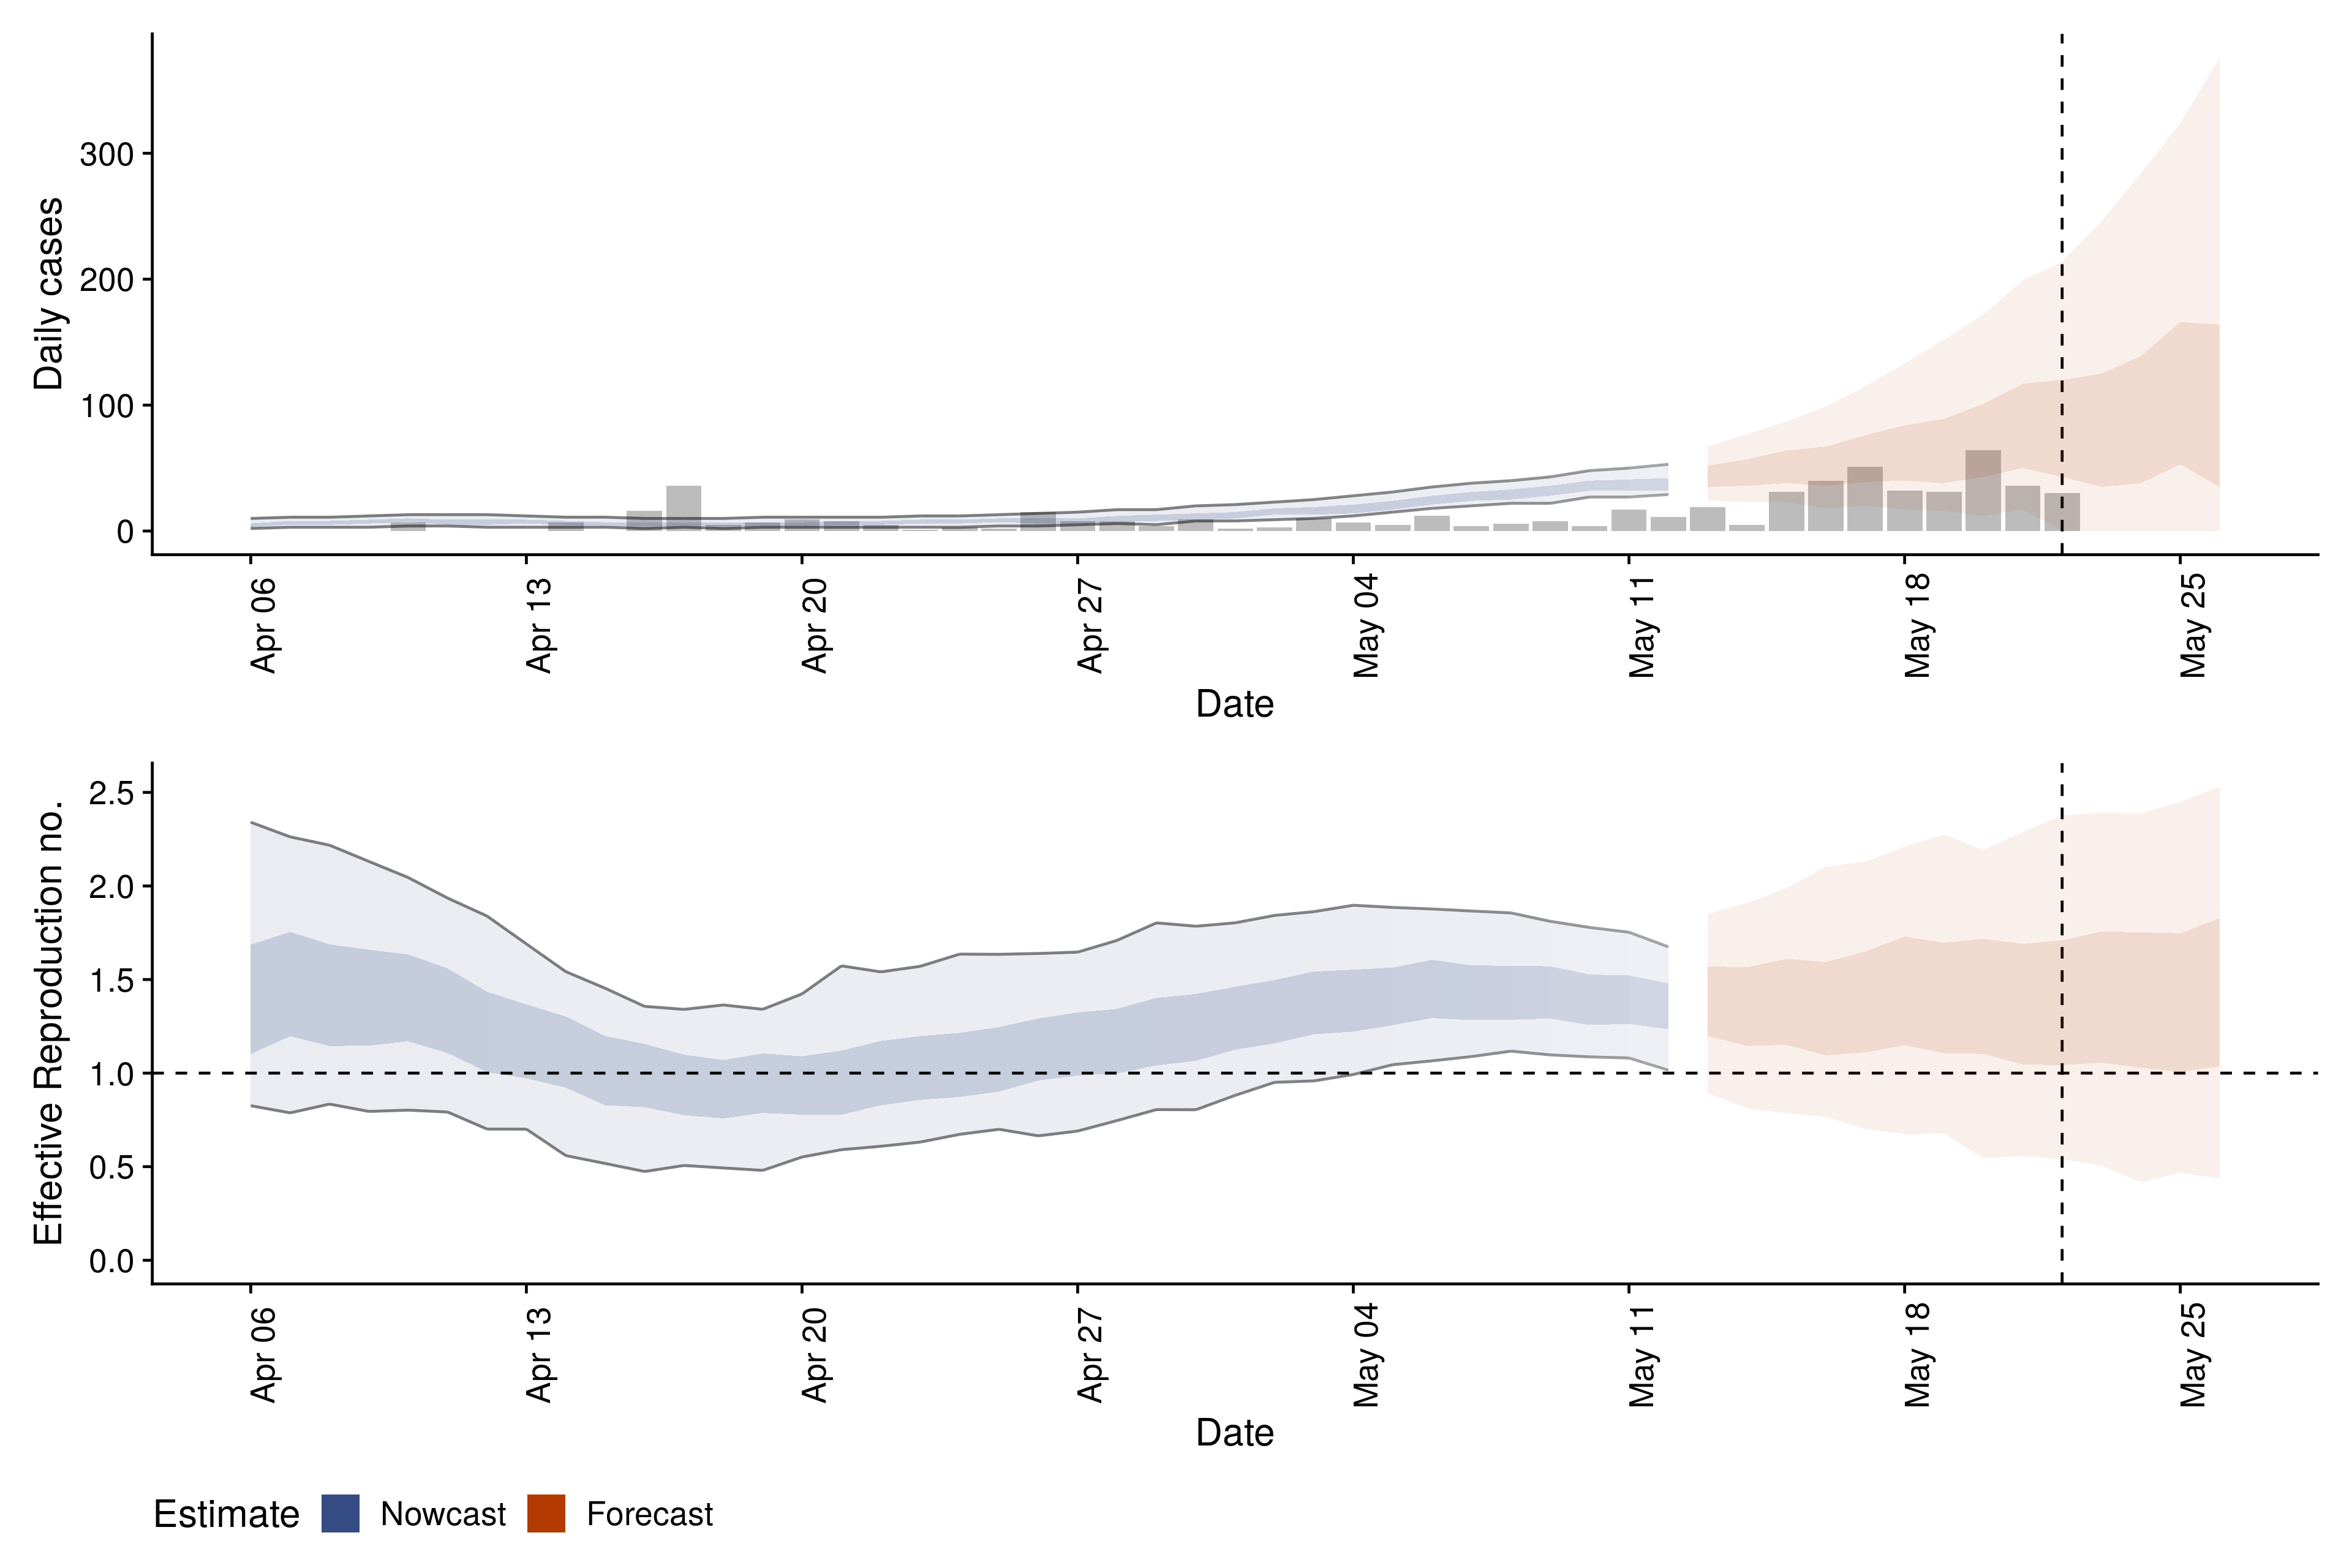 Daily cases
300
200
100
0
Apr 06
Apr 13
Apr 20
Apr 27
May 04
May 11
May 18
May 25
Date
Effective Reproduction no.
2.5
2.0
1.5
1.0
0.5
0.0
Apr 06
Apr 13
Apr 20
Apr 27
May 04
May 11
May 18
May 25
Date
Estimate Nowcast Forecast